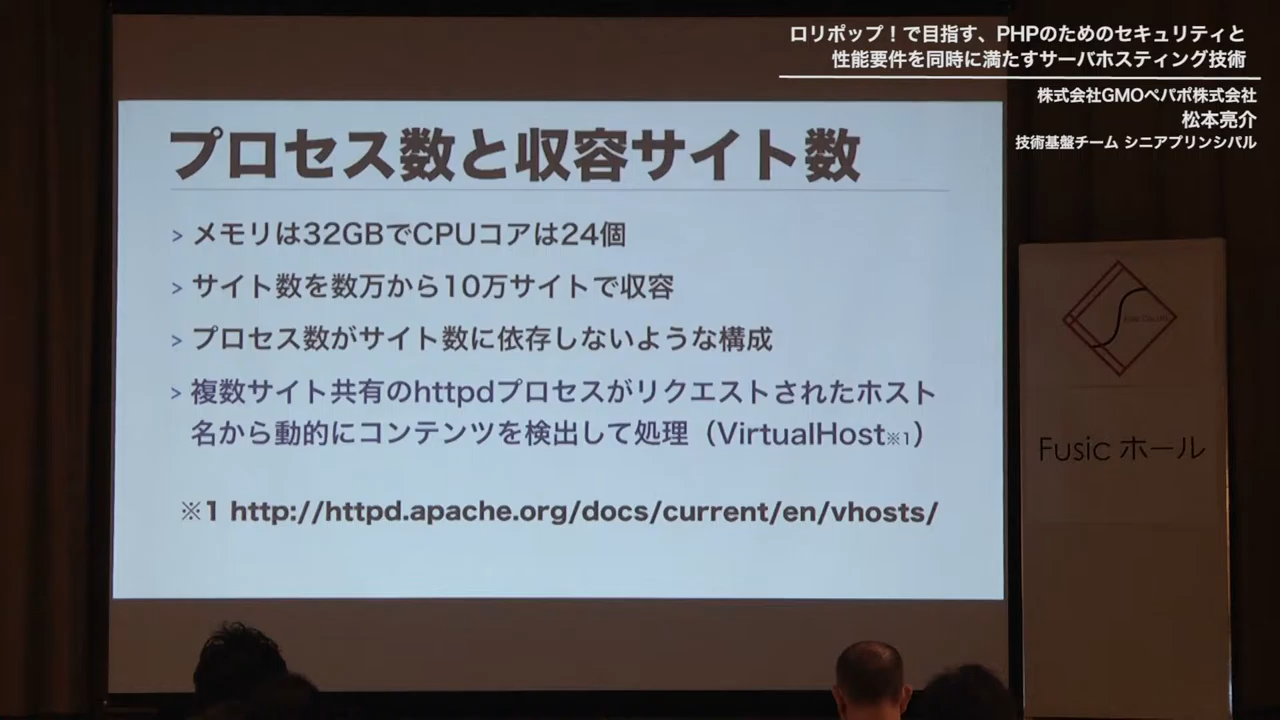 ロリポップ！で目指す、PHPのためのセキュリティと
性能要件を同時に満たすサーバホスティング技術
株式会社GMOペパボ株式会社
松本亮介
技術基盤チーム シニアプリンシパル
プロセス数と収容サイト数
> メモリは32GBでCPUコアは24個
> サイト数を数万から10万サイトで収容
> プロセス数がサイト数に依存しないような構成
> 複数サイト共有のhttpdプロセスがリクエストされたホスト
名から動的にコンテンツを検出して処理（VirtualHost※1）
※1 http://httpd.apache.org/docs/current/en/vhosts/
Fusic ホール